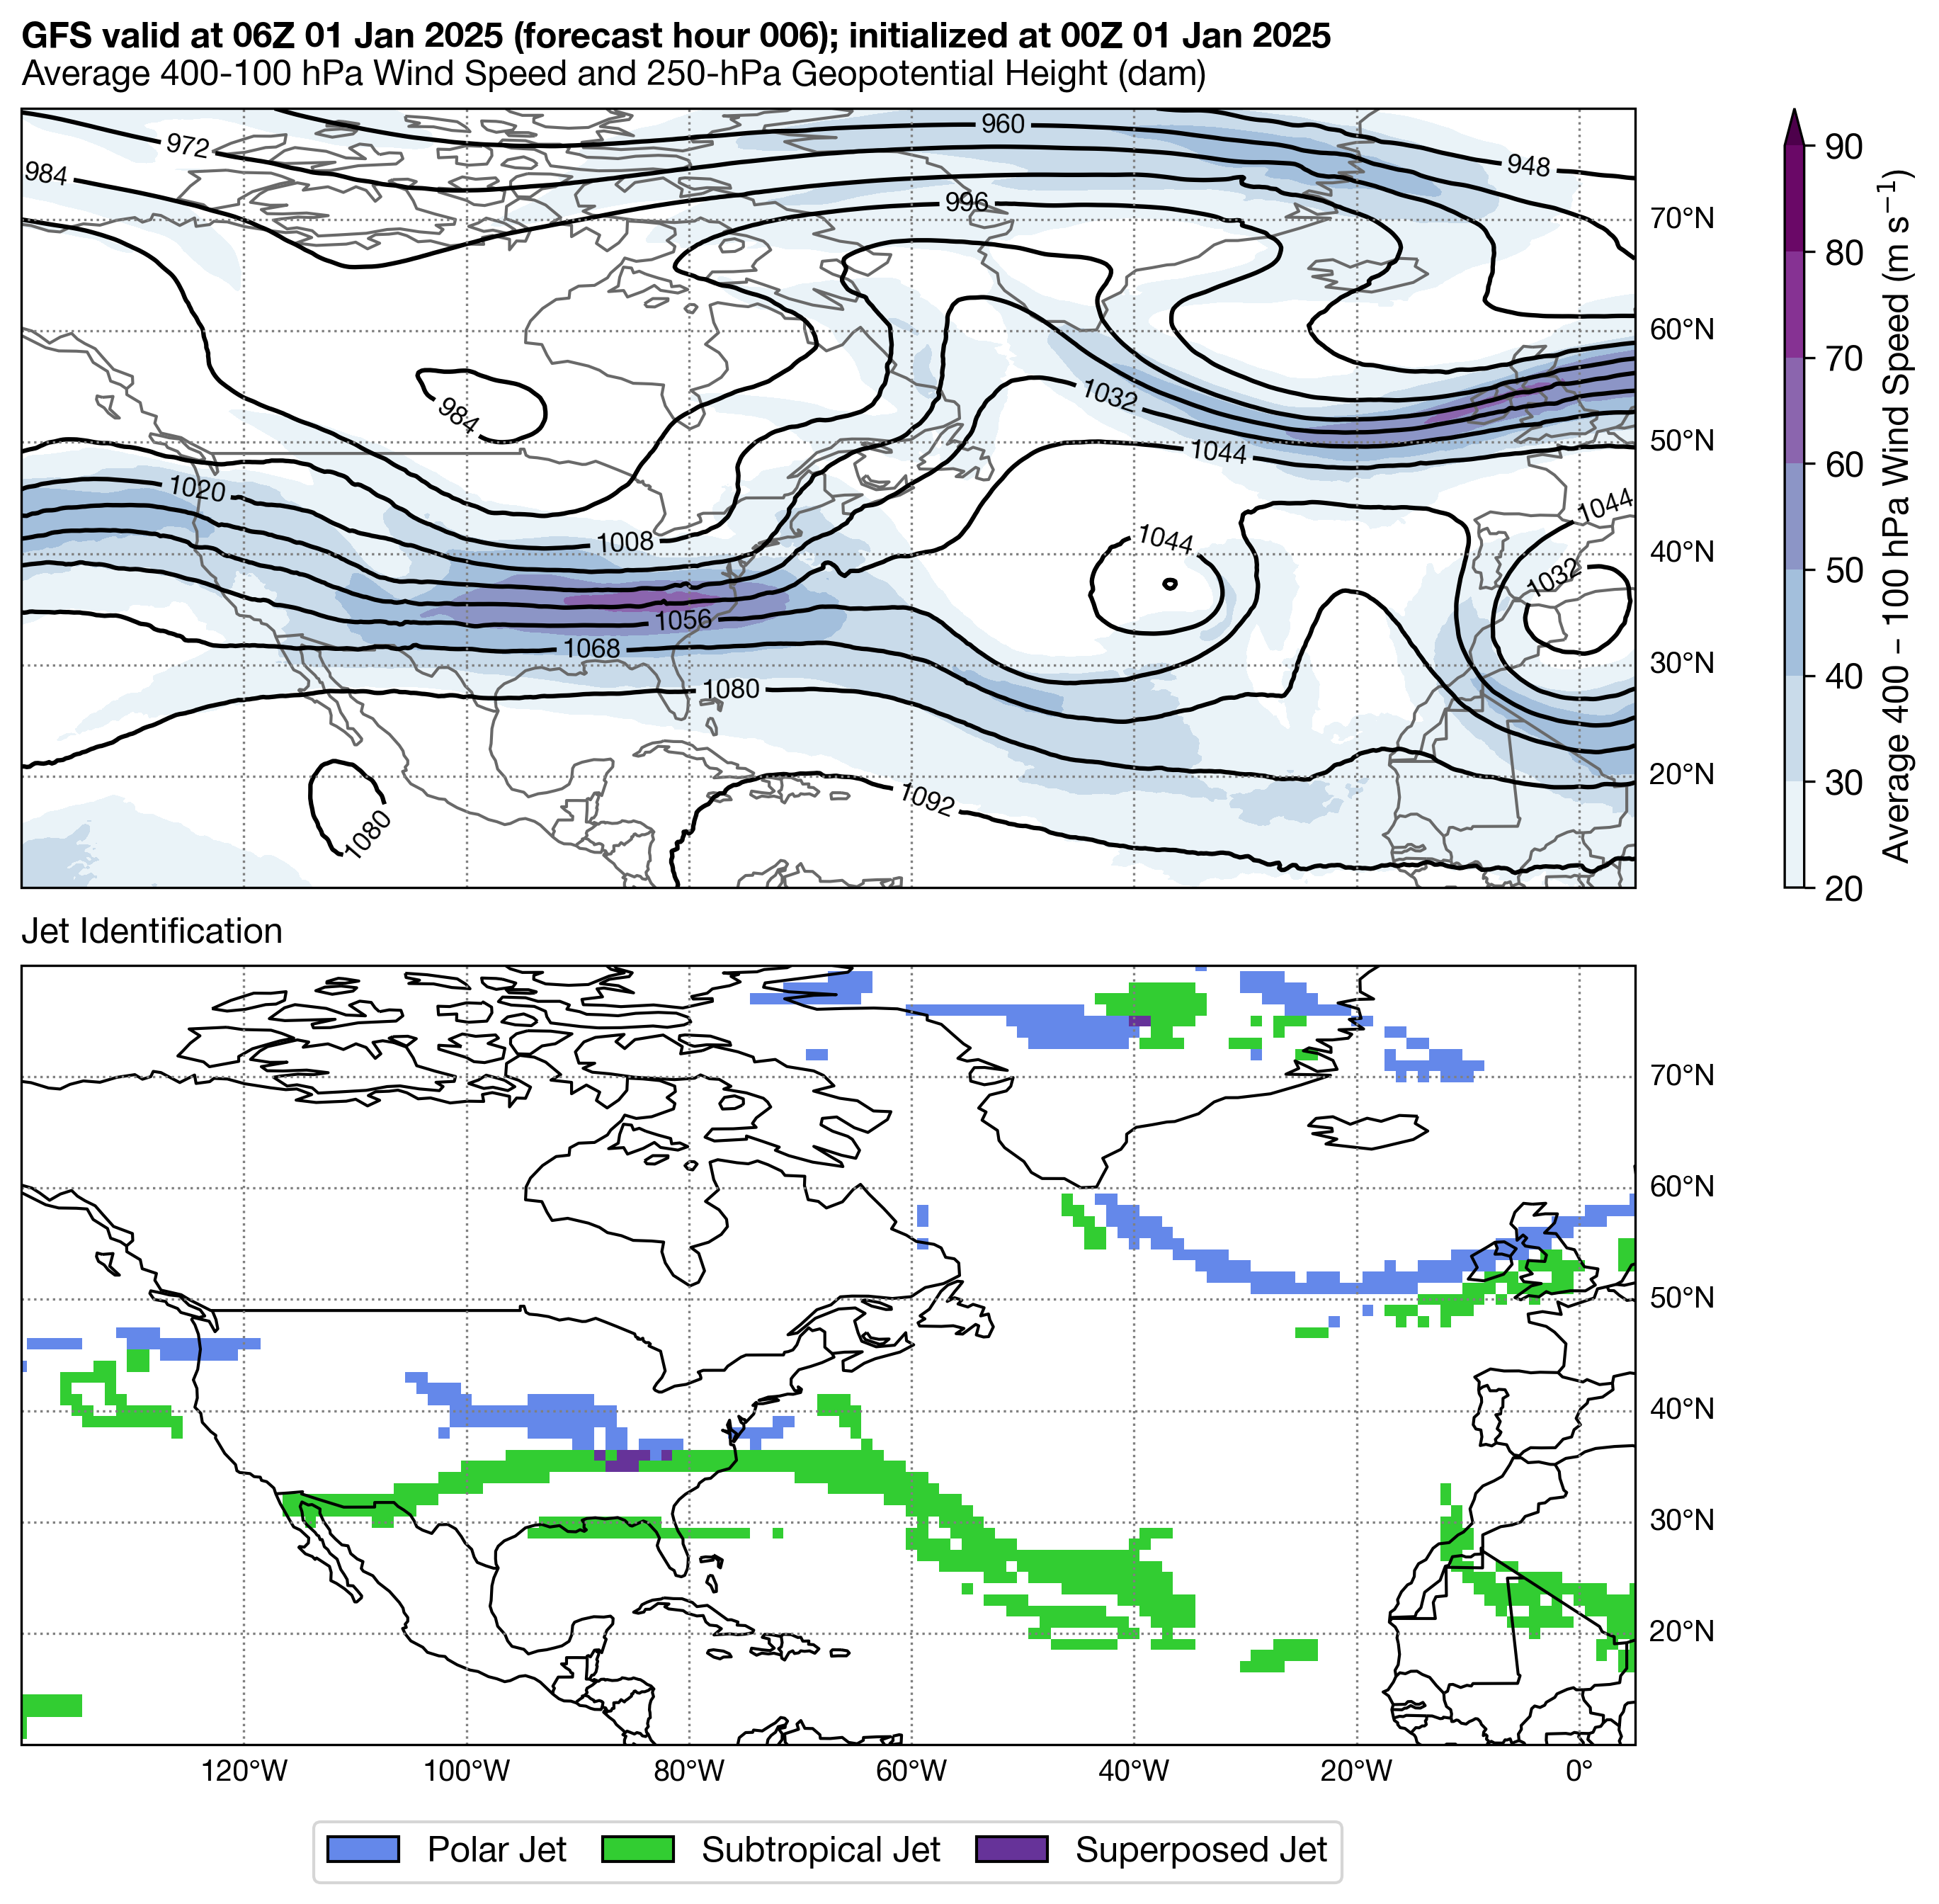 GFS valid at 06Z 01 Jan 2025 (forecast hour 006); initialized at 00Z 01 Jan 2025
Average 400-100 hPa Wind Speed and 250-hPa Geopotential Height (dam)
960
972
948
984
996
70°N
60°N
1032
984
50°N
1044
1020
1044
1008
1044
40°N
1032
1056
1068
30°N
1080
20°N
1092
1080
90
80
70
60
50
40
30
20
Average 400 – 100 hPa Wind Speed (m s⁻¹)
Jet Identification
70°N
60°N
50°N
40°N
30°N
20°N
120°W 100°W 80°W 60°W 40°W 20°W 0°
Polar Jet Subtropical Jet Superposed Jet